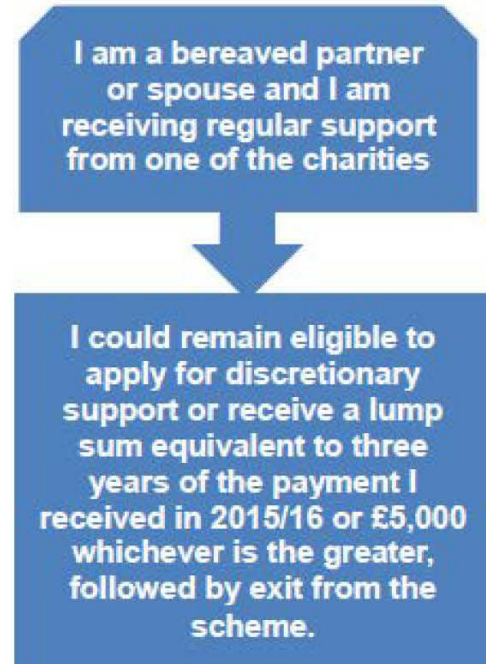 I am a bereaved partner
or spouse and I am
receiving regular support
from one of the charities
I could remain eligible to
apply for discretionary
support or receive a lump
sum equivalent to three
years of the payment I
received in 2015/16 or £5,000
whichever is the greater,
followed by exit from the
scheme.